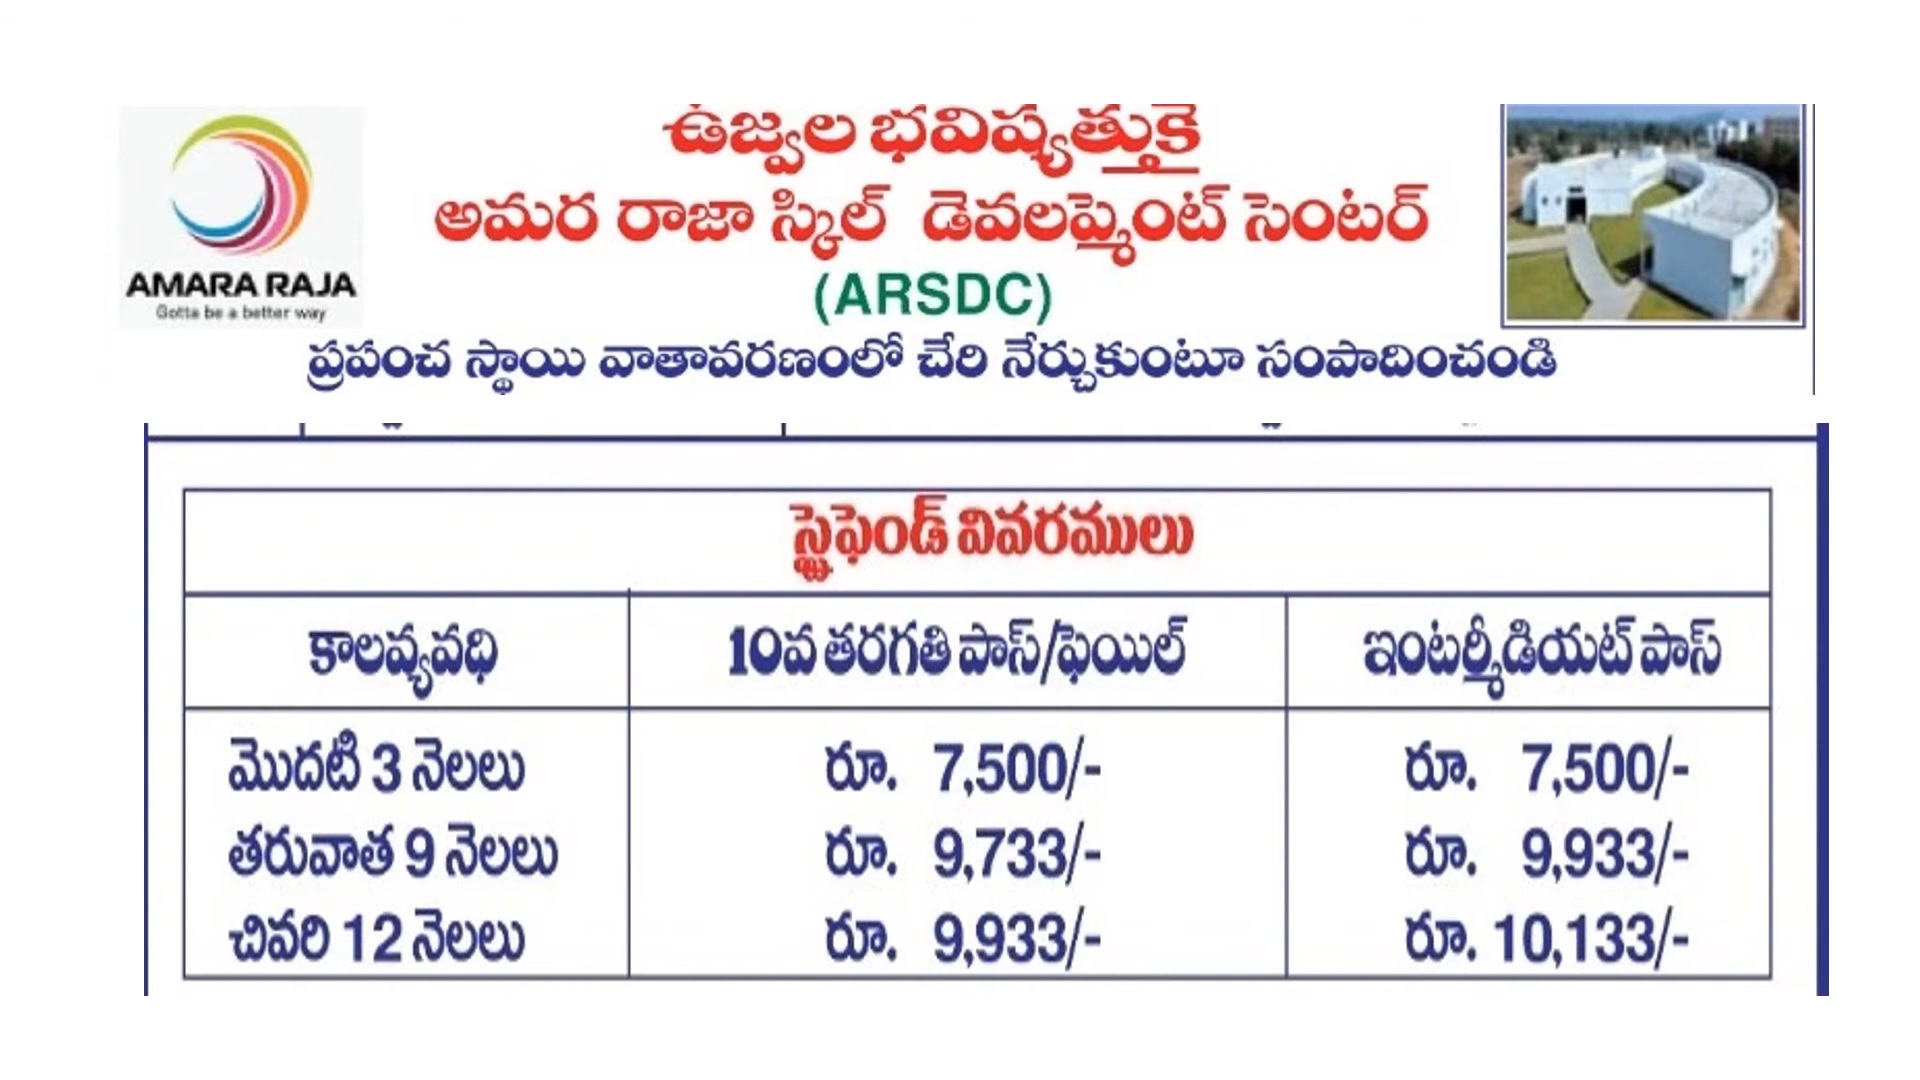 ఉజ్వల భవిష్యత్తుకై
అమర రాజా స్కిల్ డెవలప్మెంట్ సెంటర్
(ARSDC)
AMARA RAJA
Gotta be a better way
ప్రపంచ స్థాయి వాతావరణంలో చేరి నేర్చుకుంటూ సంపాదించండి
స్టైఫెండ్ వివరములు
కాలవ్యవధి 10వ తరగతి పాస్/ఫెయిల్ ఇంటర్మీడియట్ పాస్
మొదటి 3 నెలలు రూ. 7,500/- రూ. 7,500/-
తరువాత 9 నెలలు రూ. 9,733/- రూ. 9,933/-
చివరి 12 నెలలు రూ. 9,933/- రూ. 10,133/-